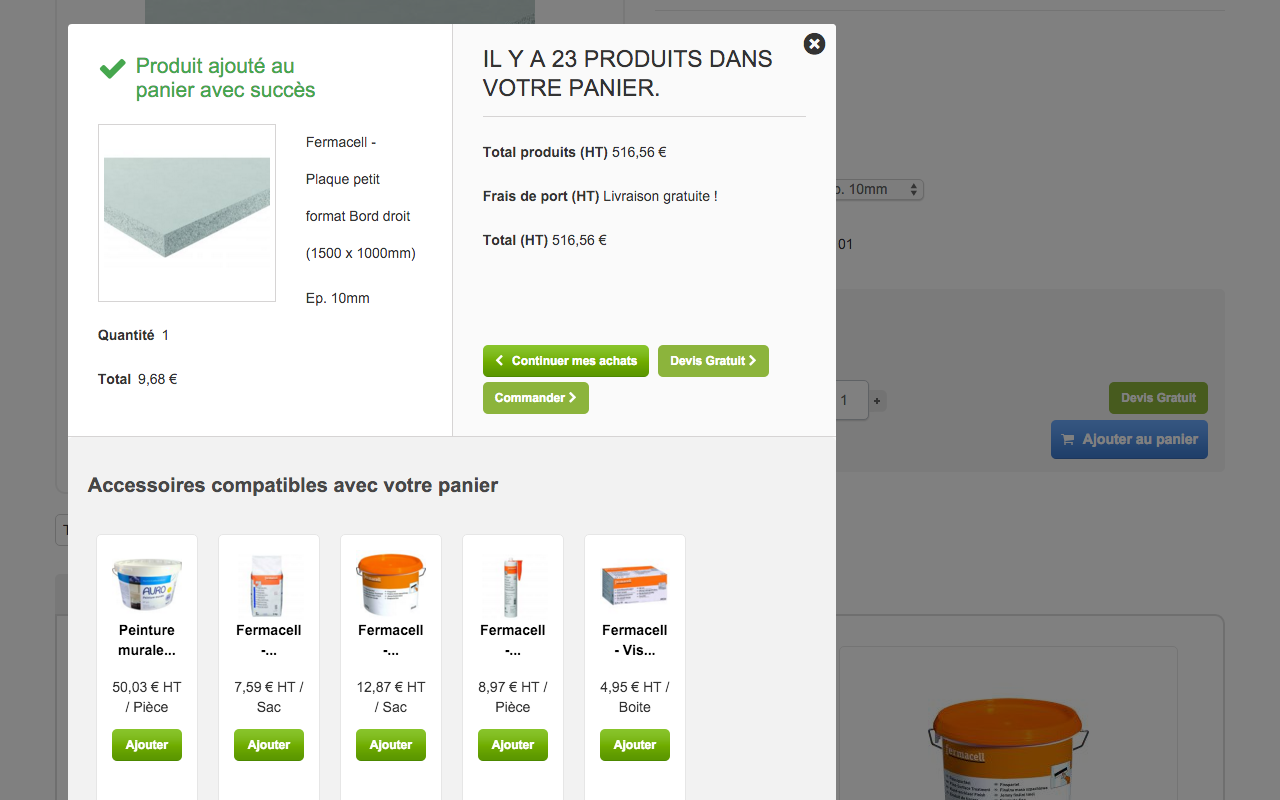 Produit ajouté au
panier avec succès
Fermacell -
Plaque petit
format Bord droit
(1500 x 1000mm)
Ep. 10mm
Quantité 1
Total 9,68 €
IL Y A 23 PRODUITS DANS
VOTRE PANIER.
Total produits (HT) 516,56 €
Frais de port (HT) Livraison gratuite !
Total (HT) 516,56 €
Continuer mes achats
Devis Gratuit
Commander
10mm
01
1 +
Devis Gratuit
Ajouter au panier
Accessoires compatibles avec votre panier
AURO
Peinture
murale...
50,03 € HT
/ Pièce
Ajouter
Fermacell
-...
7,59 € HT /
Sac
Ajouter
Fermacell
-...
12,87 € HT
/ Sac
Ajouter
Fermacell
-...
8,97 € HT /
Pièce
Ajouter
Fermacell
- Vis...
4,95 € HT /
Boite
Ajouter
fermacell